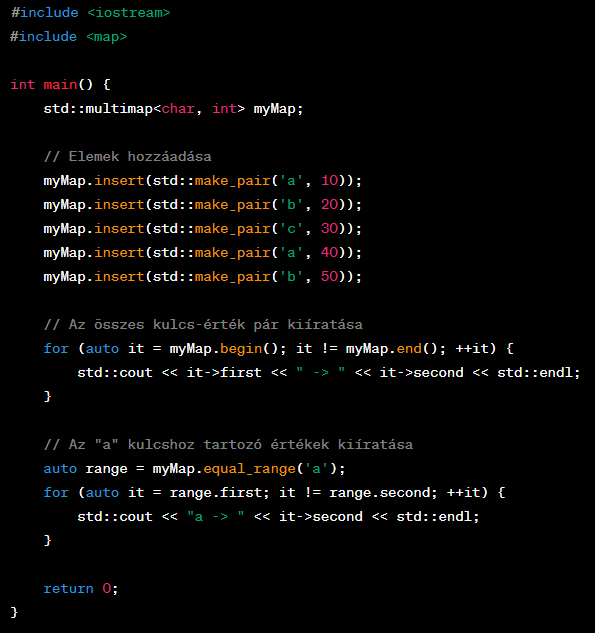 #include <iostream>
#include <map>

int main() {
    std::multimap<char, int> myMap;

    // Elemek hozzáadása
    myMap.insert(std::make_pair('a', 10));
    myMap.insert(std::make_pair('b', 20));
    myMap.insert(std::make_pair('c', 30));
    myMap.insert(std::make_pair('a', 40));
    myMap.insert(std::make_pair('b', 50));

    // Az összes kulcs-érték pár kiíratása
    for (auto it = myMap.begin(); it != myMap.end(); ++it) {
        std::cout << it->first << " -> " << it->second << std::endl;
    }

    // Az "a" kulcshoz tartozó értékek kiíratása
    auto range = myMap.equal_range('a');
    for (auto it = range.first; it != range.second; ++it) {
        std::cout << "a -> " << it->second << std::endl;
    }

    return 0;
}